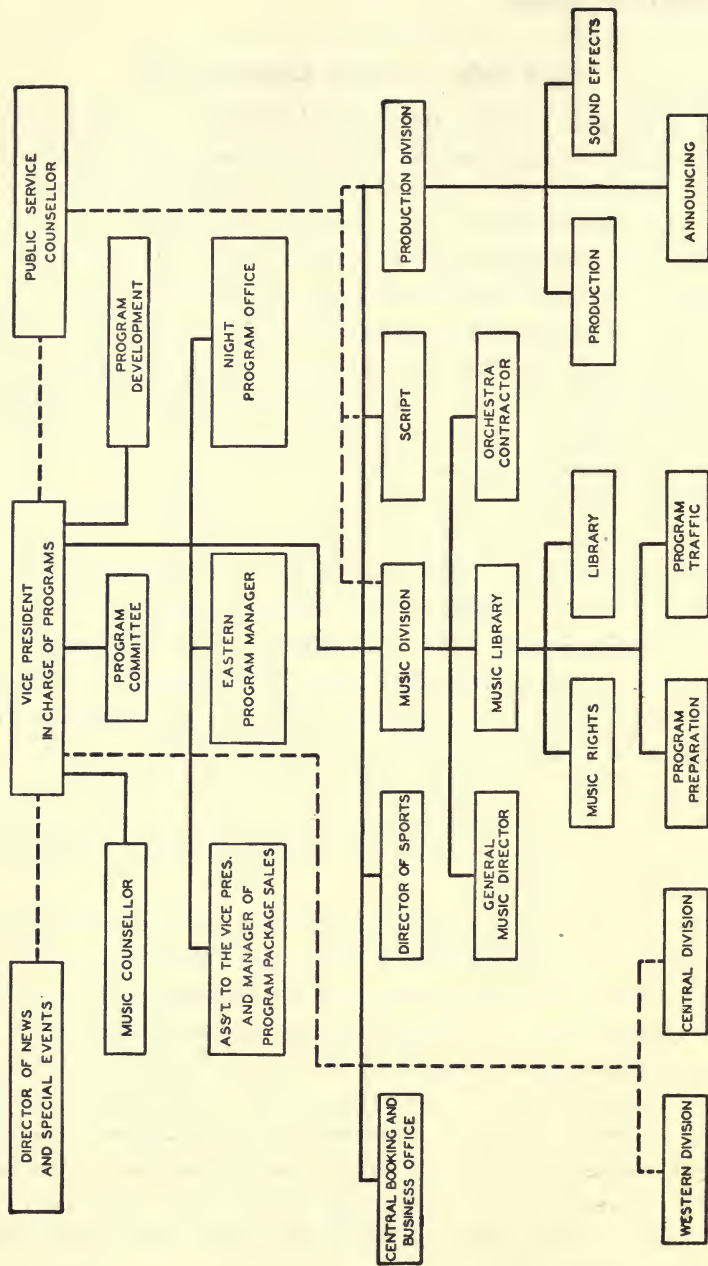 DIRECTOR OF NEWS
AND SPECIAL EVENTS
VICE PRESIDENT
IN CHARGE OF PROGRAMS
PUBLIC SERVICE
COUNSELLOR
MUSIC COUNSELLOR
PROGRAM
COMMITTEE
PROGRAM
DEVELOPMENT
ASS'T. TO THE VICE PRES.
AND MANAGER OF
PROGRAM PACKAGE SALES
EASTERN
PROGRAM MANAGER
NIGHT
PROGRAM OFFICE
CENTRAL BOOKING AND
BUSINESS OFFICE
DIRECTOR OF SPORTS
MUSIC DIVISION
SCRIPT
PRODUCTION DIVISION
GENERAL
MUSIC DIRECTOR
MUSIC LIBRARY
ORCHESTRA
CONTRACTOR
MUSIC RIGHTS
LIBRARY
PRODUCTION
SOUND EFFECTS
WESTERN DIVISION
CENTRAL DIVISION
PROGRAM
PREPARATION
PROGRAM
TRAFFIC
ANNOUNCING